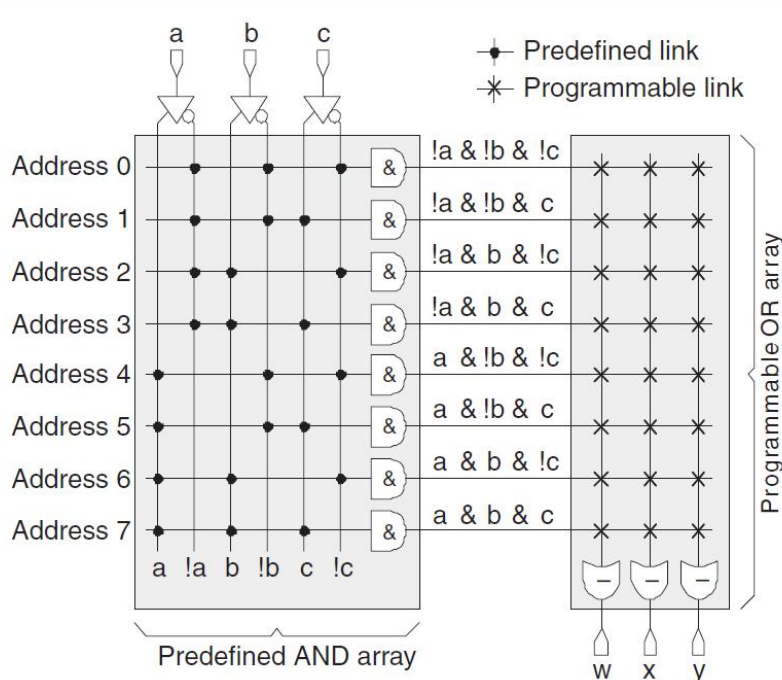 a b c
Predefined link
Programmable link
Address 0 & !a & !b & !c
Address 1 & !a & !b & c
Address 2 & !a & b & !c
Address 3 & !a & b & c
Address 4 & a & !b & !c
Address 5 & a & !b & c
Address 6 & a & b & !c
Address 7 & a & b & c
a !a b !b c !c
Predefined AND array
w x y
Programmable OR array